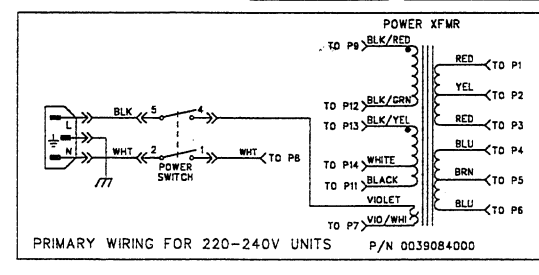 POWER XFMR
TO P9 BLK/RED
RED TO P1
YEL TO P2
TO P12 BLK/GRN
RED TO P3
TO P13 BLK/YEL
BLK 5 4
L
N WHT 2 1 WHT TO P8
POWER
SWITCH
BLU TO P4
TO P14 WHITE
BRN TO P5
TO P11 BLACK
VIOLET
BLU TO P6
TO P7 VIO/WHI
PRIMARY WIRING FOR 220-240V UNITS P/N 0039084000